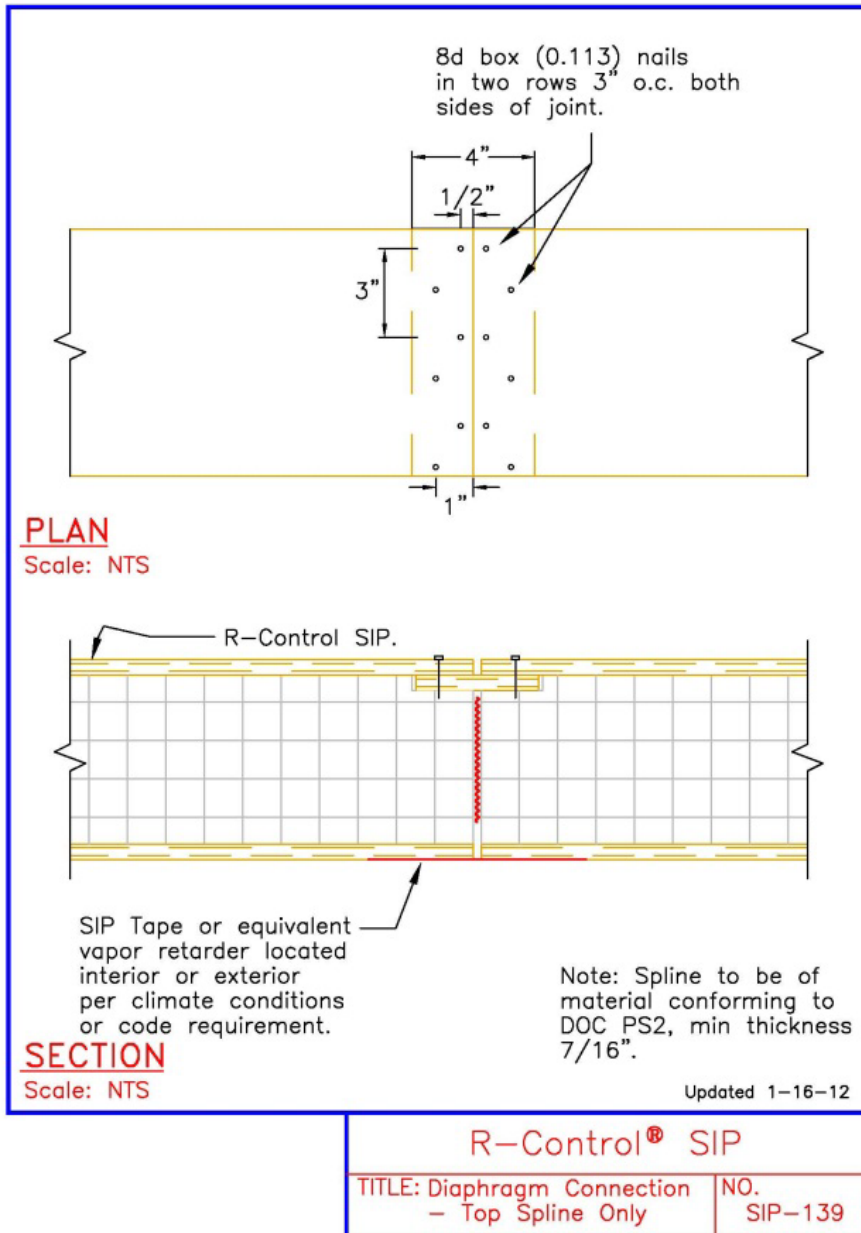 8d box (0.113) nails
in two rows 3" o.c. both
sides of joint.
4"
1/2"
3"
1"
PLAN
Scale: NTS
R-Control SIP.
SIP Tape or equivalent
vapor retarder located
interior or exterior
per climate conditions
or code requirement.
Note: Spline to be of
material conforming to
DOC PS2, min thickness
7/16".
SECTION
Scale: NTS
Updated 1-16-12
R-Control® SIP
TITLE: Diaphragm Connection
- Top Spline Only
NO.
SIP-139